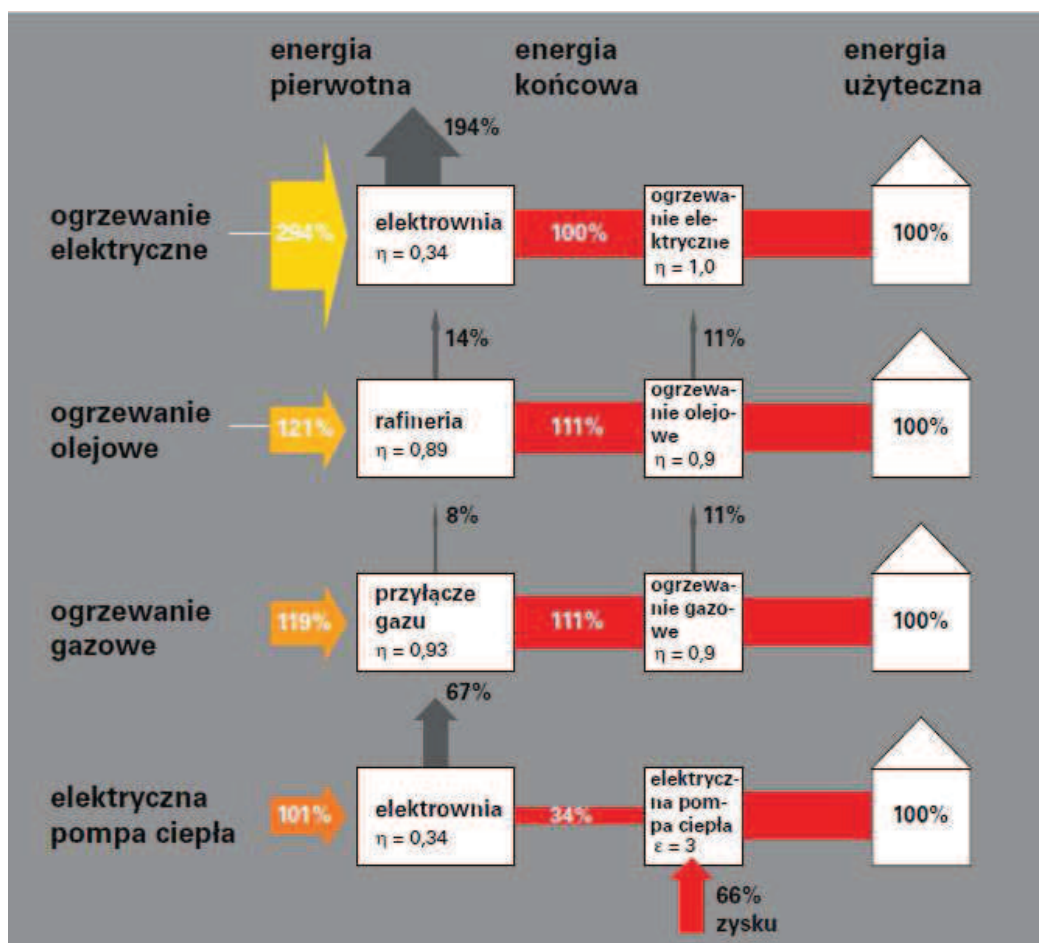 energia
pierwotna
energia
końcowa
energia
użyteczna
194%
ogrzewanie
elektryczne
294%
elektrownia
η = 0,34
100%
ogrzewa-
nie ele-
ktryczne
η = 1,0
100%
14%
11%
ogrzewanie
olejowe
121%
rafineria
η = 0,89
111%
ogrzewa-
nie olejo-
we
η = 0,9
100%
8%
11%
ogrzewanie
gazowe
119%
przyłącze
gazu
η = 0,93
111%
ogrzewa-
nie gazo-
we
η = 0,9
100%
67%
elektryczna
pompa ciepła
101%
elektrownia
η = 0,34
34%
elektrycz-
na pom-
pa ciepła
ε = 3
100%
66%
zysku